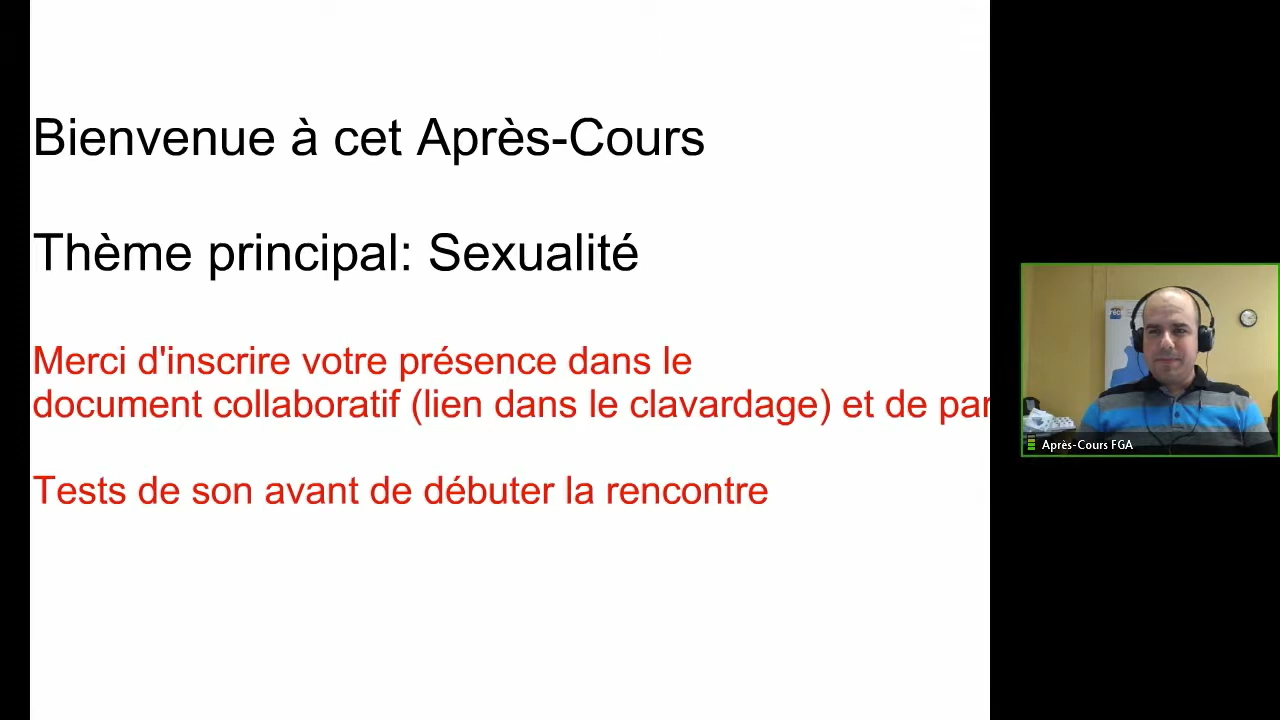 Bienvenue à cet Après-Cours
Thème principal: Sexualité
Merci d'inscrire votre présence dans le
document collaboratif (lien dans le clavardage) et de par
Tests de son avant de débuter la rencontre
Après-Cours FGA